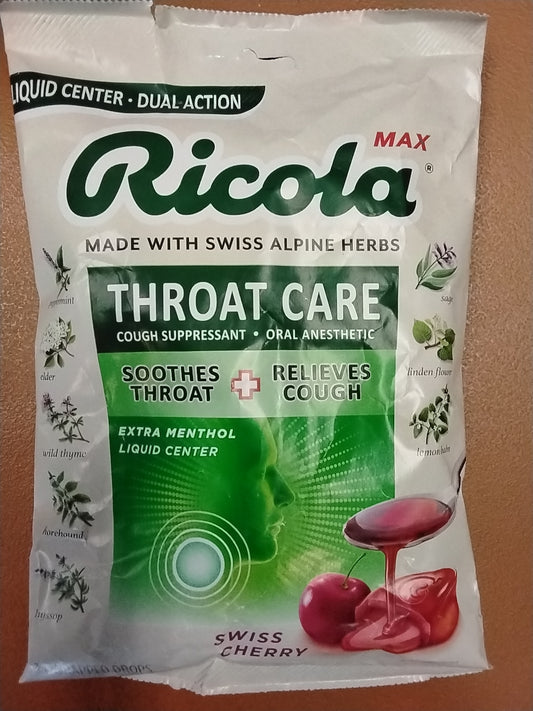 LIQUID CENTER · DUAL ACTION
MAX
Ricola®
MADE WITH SWISS ALPINE HERBS
THROAT CARE
COUGH SUPPRESSANT • ORAL ANESTHETIC
SOOTHES THROAT
RELIEVES COUGH
EXTRA MENTHOL
LIQUID CENTER
peppermint
elder
wild thyme
horehound
hyssop
sage
linden flower
lemon balm
SWISS
CHERRY
DROPS